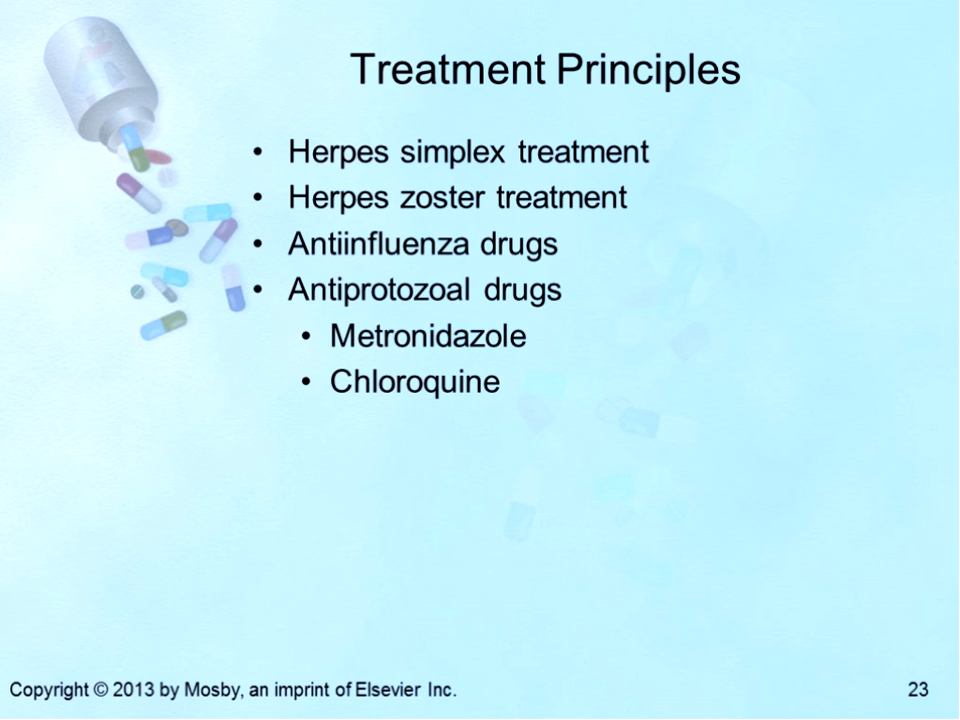 Treatment Principles
• Herpes simplex treatment
• Herpes zoster treatment
• Antiinfluenza drugs
• Antiprotozoal drugs
• Metronidazole
• Chloroquine
Copyright © 2013 by Mosby, an imprint of Elsevier Inc.
23